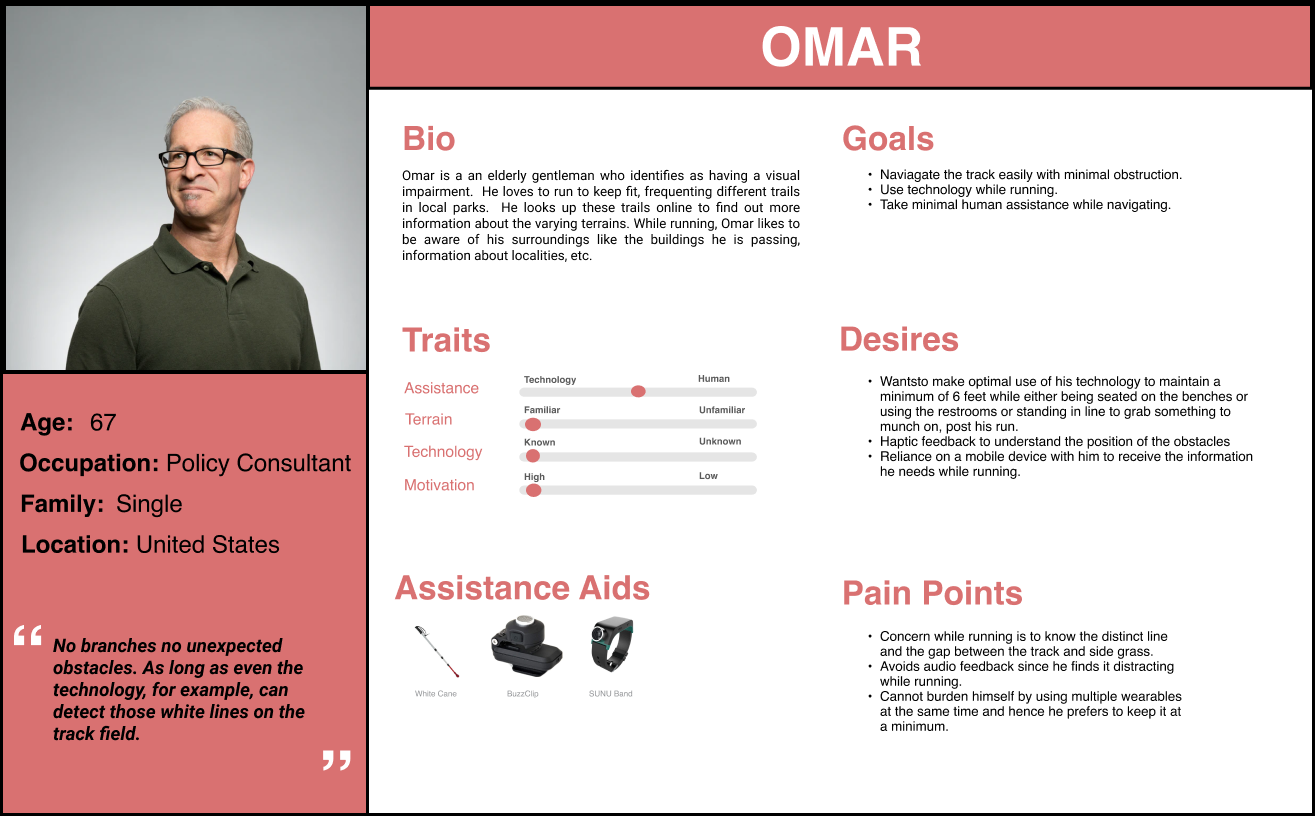 OMAR
Age: 67
Occupation: Policy Consultant
Family: Single
Location: United States
“
No branches no unexpected
obstacles. As long as even the
technology, for example, can
detect those white lines on the
track field.
”
Bio
Omar is a an elderly gentleman who identifies as having a visual
impairment. He loves to run to keep fit, frequenting different trails
in local parks. He looks up these trails online to find out more
information about the varying terrains. While running, Omar likes to
be aware of his surroundings like the buildings he is passing,
information about localities, etc.
Traits
Assistance Technology Human
Terrain Familiar Unfamiliar
Technology Known Unknown
Motivation High Low
Assistance Aids
White Cane BuzzClip SUNU Band
Goals
• Naviagate the track easily with minimal obstruction.
• Use technology while running.
• Take minimal human assistance while navigating.
Desires
• Wantsto make optimal use of his technology to maintain a
minimum of 6 feet while either being seated on the benches or
using the restrooms or standing in line to grab something to
munch on, post his run.
• Haptic feedback to understand the position of the obstacles
• Reliance on a mobile device with him to receive the information
he needs while running.
Pain Points
• Concern while running is to know the distinct line
and the gap between the track and side grass.
• Avoids audio feedback since he finds it distracting
while running.
• Cannot burden himself by using multiple wearables
at the same time and hence he prefers to keep it at
a minimum.